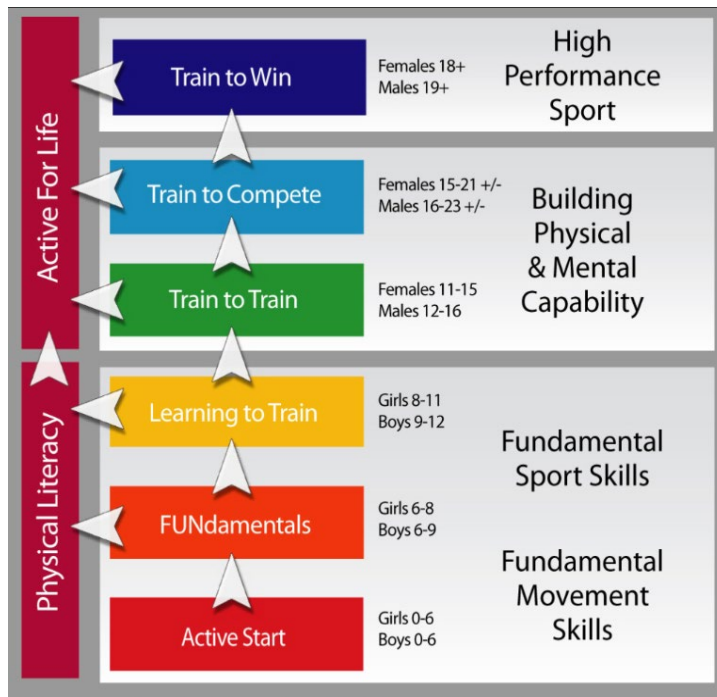 Active For Life
Physical Literacy
Train to Win
Females 18+
Males 19+
High
Performance
Sport
Train to Compete
Females 15-21 +/-
Males 16-23 +/-
Train to Train
Females 11-15
Males 12-16
Building
Physical
& Mental
Capability
Learning to Train
Girls 8-11
Boys 9-12
FUNdamentals
Girls 6-8
Boys 6-9
Active Start
Girls 0-6
Boys 0-6
Fundamental
Sport Skills
Fundamental
Movement
Skills